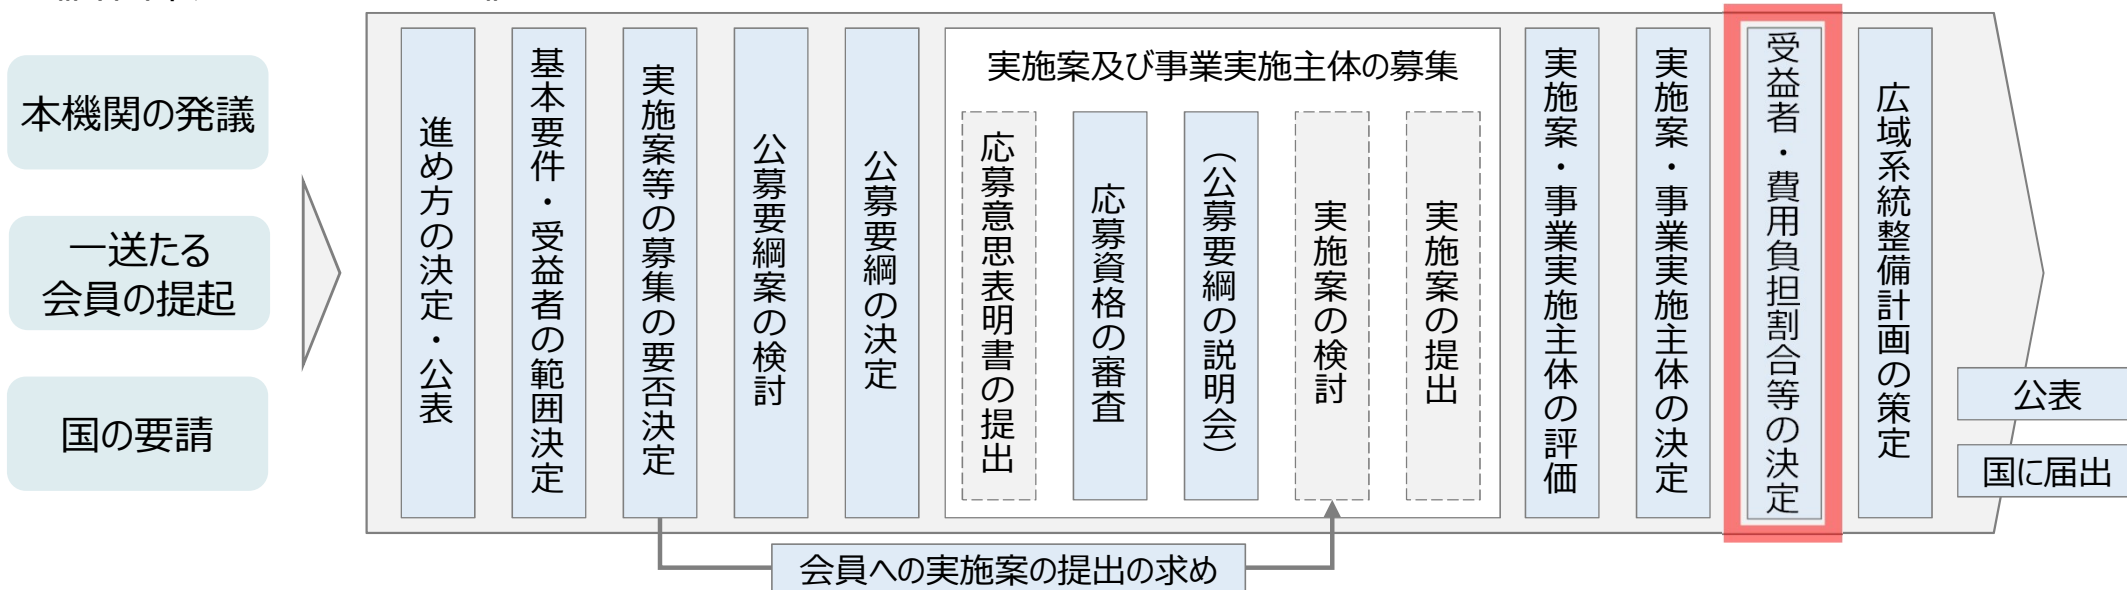 本機関の発議
一送たる
会員の提起
国の要請
進め方の決定・公表
基本要件・受益者の範囲決定
実施案等の募集の要否決定
公募要綱案の検討
公募要綱の決定
実施案及び事業実施主体の募集
応募意思表明書の提出
応募資格の審査
（公募要綱の説明会）
実施案の検討
実施案の提出
実施案・事業実施主体の評価
実施案・事業実施主体の決定
受益者・費用負担割合等の決定
広域系統整備計画の策定
公表
国に届出
会員への実施案の提出の求め